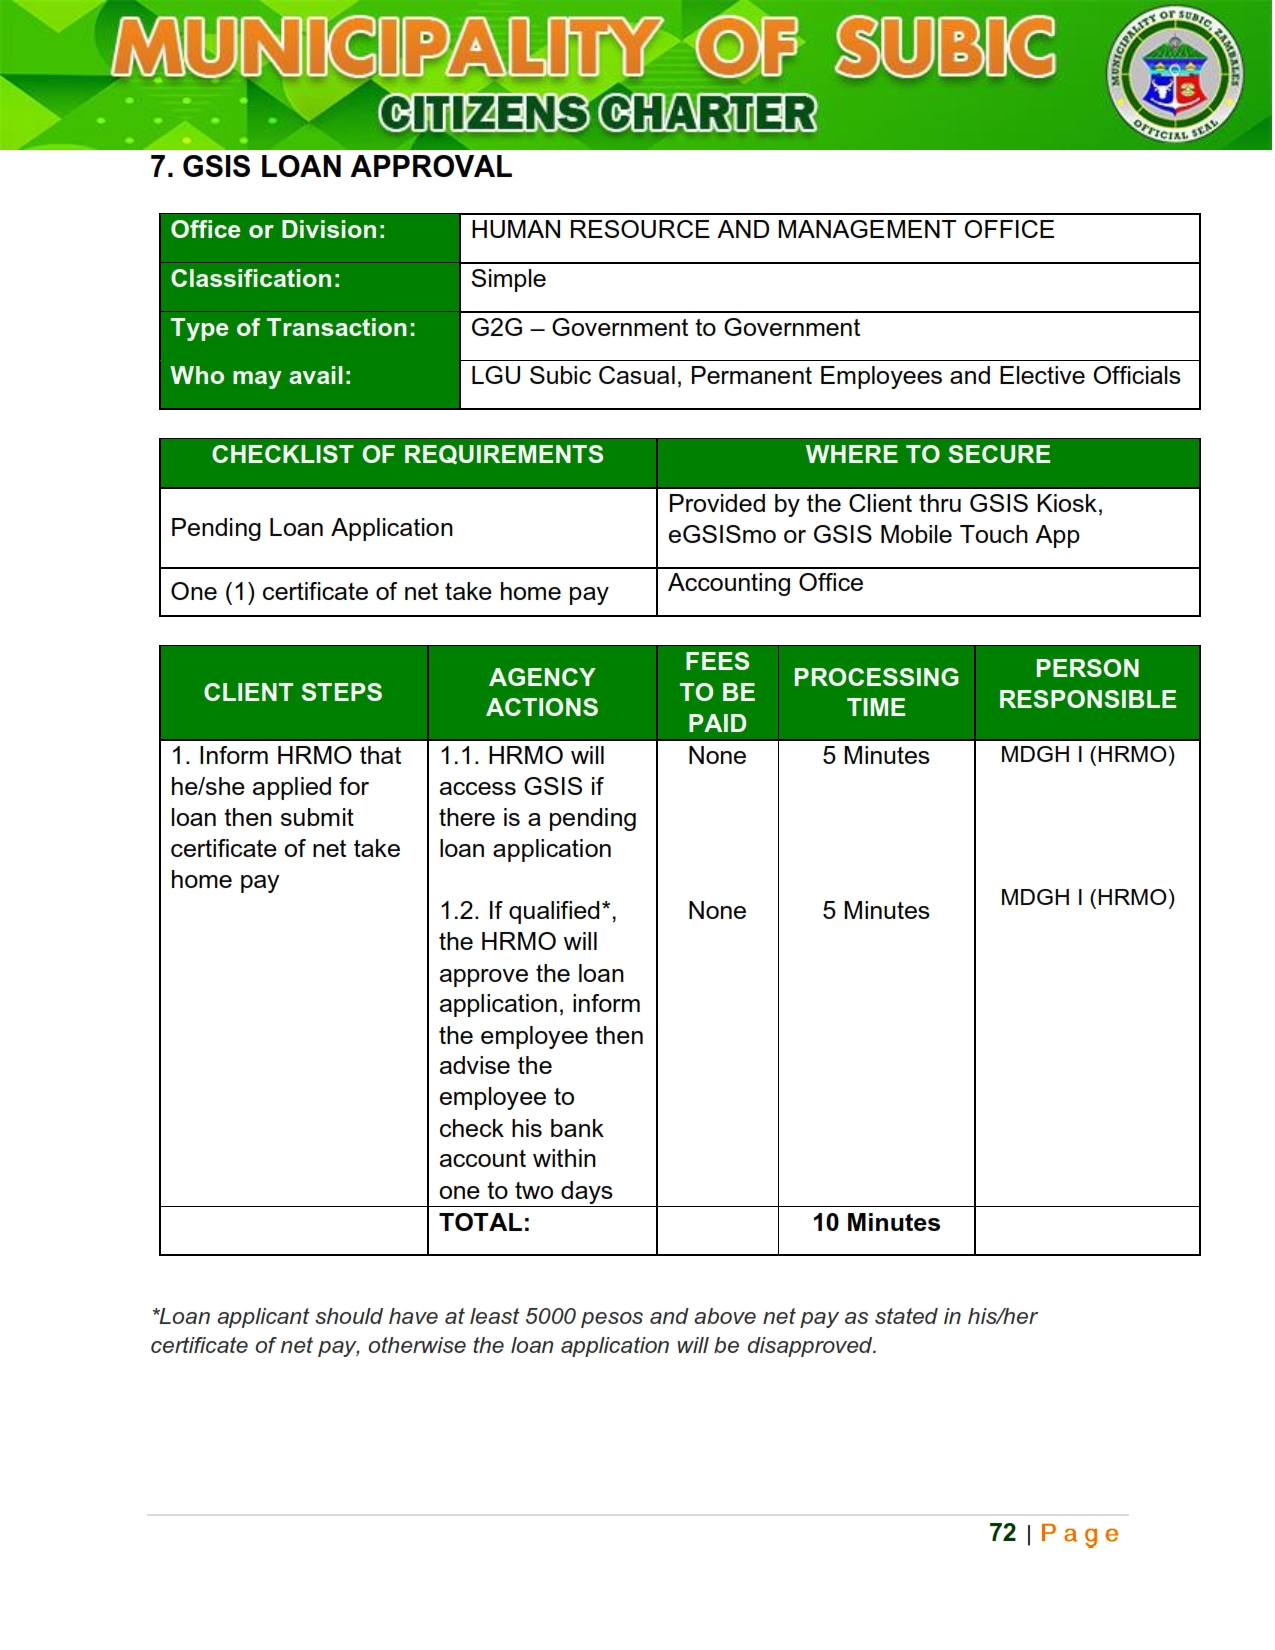 MUNICIPALITY OF SUBIC
CITIZENS CHARTER
MUNICIPALITY OF SUBIC, ZAMBALES
OFFICIAL SEAL
7. GSIS LOAN APPROVAL
Office or Division: HUMAN RESOURCE AND MANAGEMENT OFFICE
Classification: Simple
Type of Transaction: G2G – Government to Government
Who may avail: LGU Subic Casual, Permanent Employees and Elective Officials
CHECKLIST OF REQUIREMENTS WHERE TO SECURE
Pending Loan Application
Provided by the Client thru GSIS Kiosk,
eGSISmo or GSIS Mobile Touch App
One (1) certificate of net take home pay
Accounting Office
CLIENT STEPS
AGENCY
ACTIONS
FEES
TO BE
PAID
PROCESSING
TIME
PERSON
RESPONSIBLE
1. Inform HRMO that
he/she applied for
loan then submit
certificate of net take
home pay
1.1. HRMO will
access GSIS if
there is a pending
loan application
None
5 Minutes
MDGH I (HRMO)
1.2. If qualified*,
the HRMO will
approve the loan
application, inform
the employee then
advise the
employee to
check his bank
account within
one to two days
None
5 Minutes
MDGH I (HRMO)
TOTAL: 10 Minutes
*Loan applicant should have at least 5000 pesos and above net pay as stated in his/her
certificate of net pay, otherwise the loan application will be disapproved.
72 | Page